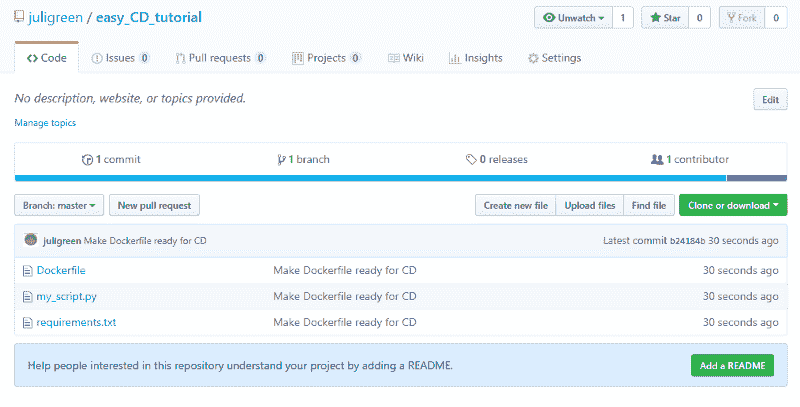 juligreen / easy_CD_tutorial Unwatch 1 Star 0 Fork 0
Code Issues 0 Pull requests 0 Projects 0 Wiki Insights Settings
No description, website, or topics provided. Edit
Manage topics
1 commit 1 branch 0 releases 1 contributor
Branch: master New pull request Create new file Upload files Find file Clone or download
juligreen Make Dockerfile ready for CD Latest commit b24184b 30 seconds ago
Dockerfile Make Dockerfile ready for CD 30 seconds ago
my_script.py Make Dockerfile ready for CD 30 seconds ago
requirements.txt Make Dockerfile ready for CD 30 seconds ago
Help people interested in this repository understand your project by adding a README. Add a README